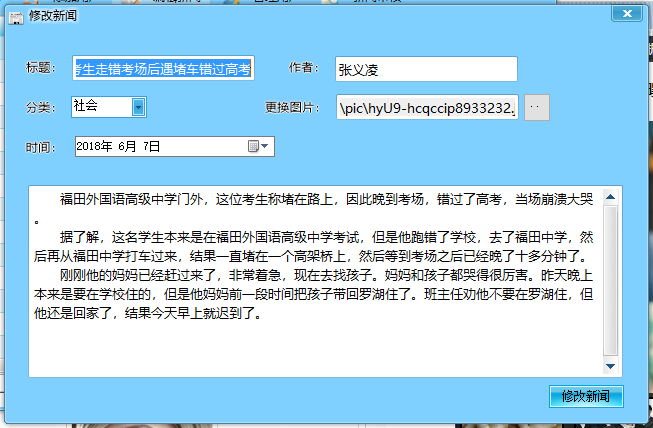 修改新闻
标题： 考生走错考场后遇堵车错过高考 作者： 张义凌
分类： 社会 更换图片： \pic\hyU9-hcqccip8933232.
时间： 2018年 6月 7日
福田外国语高级中学门外，这位考生称堵在路上，因此晚到考场，错过了高考，当场崩溃大哭
。
据了解，这名学生本来是在福田外国语高级中学考试，但是他跑错了学校，去了福田中学，然
后再从福田中学打车过来，结果一直堵在一个高架桥上，然后等到考场之后已经晚了十多分钟了。
刚刚他的妈妈已经赶过来了，非常着急，现在去找孩子。妈妈和孩子都哭得很厉害。昨天晚上
本来是要在学校住的，但是他妈妈前一段时间把孩子带回罗湖住了。班主任劝他不要在罗湖住，但
他还是回家了，结果今天早上就迟到了。
修改新闻